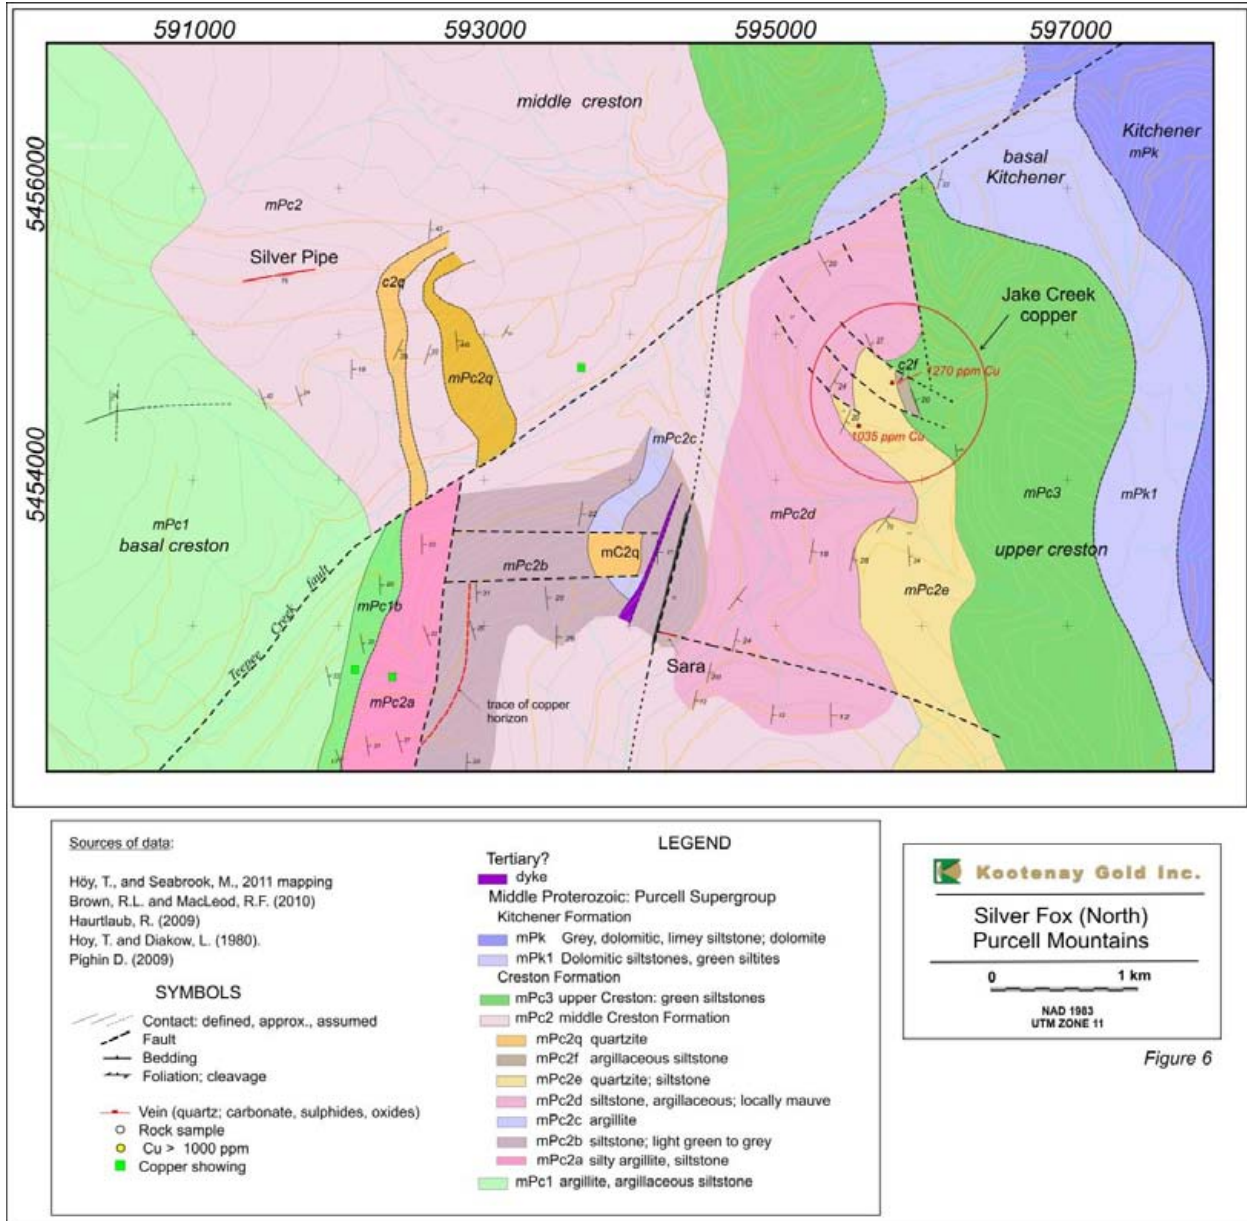 591000 593000 595000 597000
5456000
5454000
middle creston
Kitchener
mPk
basal
Kitchener
mPc2
Silver Pipe
c2q
Jake Creek
copper
mPc2q
c2f
1270 ppm Cu
1035 ppm Cu
mPc2c
mPc1
basal creston
mPc2d
mPc3
mPk1
upper creston
mC2q
mPc2b
mPc2e
mPc1b
Teepee Creek fault
Sara
mPc2a
trace of copper
horizon
Sources of data:
Höy, T., and Seabrook, M., 2011 mapping
Brown, R.L. and MacLeod, R.F. (2010)
Haurtlaub, R. (2009)
Hoy, T. and Diakow, L. (1980).
Pighin D. (2009)
SYMBOLS
Contact: defined, approx., assumed
Fault
Bedding
Foliation; cleavage
Vein (quartz; carbonate, sulphides, oxides)
Rock sample
Cu > 1000 ppm
Copper showing
LEGEND
Tertiary?
dyke
Middle Proterozoic: Purcell Supergroup
Kitchener Formation
mPk Grey, dolomitic, limey siltstone; dolomite
mPk1 Dolomitic siltstones, green siltites
Creston Formation
mPc3 upper Creston: green siltstones
mPc2 middle Creston Formation
mPc2q quartzite
mPc2f argillaceous siltstone
mPc2e quartzite; siltstone
mPc2d siltstone, argillaceous; locally mauve
mPc2c argillite
mPc2b siltstone; light green to grey
mPc2a silty argillite, siltstone
mPc1 argillite, argillaceous siltstone
Kootenay Gold Inc.
Silver Fox (North)
Purcell Mountains
0 1 km
NAD 1983
UTM ZONE 11
Figure 6